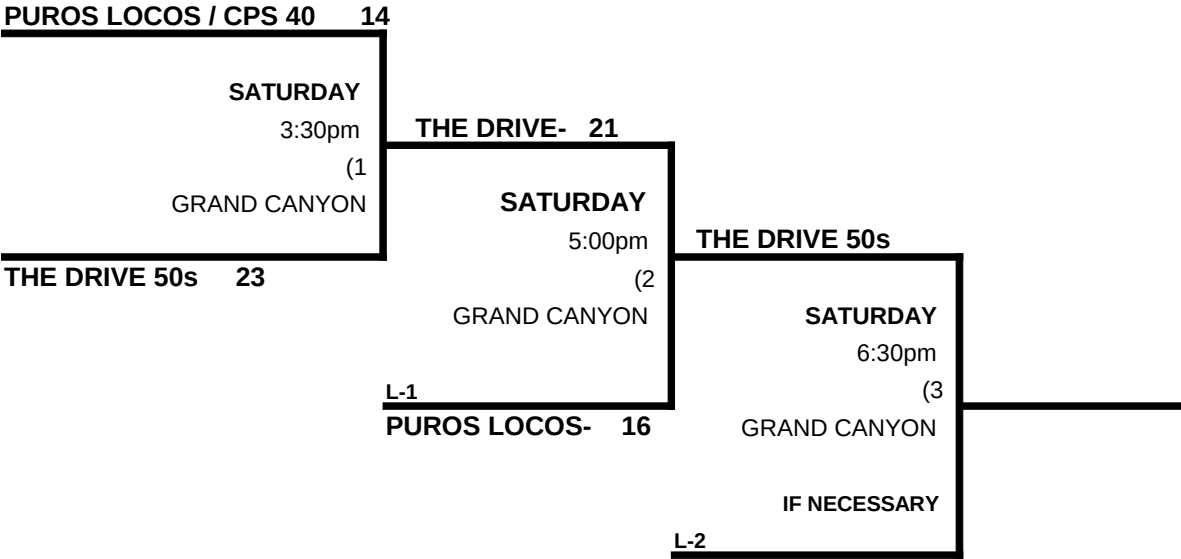 PUROS LOCOS / CPS 40 14
SATURDAY
3:30pm
(1
GRAND CANYON
THE DRIVE 50s 23
THE DRIVE- 21
SATURDAY
5:00pm
(2
GRAND CANYON
L-1
PUROS LOCOS- 16
THE DRIVE 50s
SATURDAY
6:30pm
(3
GRAND CANYON
IF NECESSARY
L-2